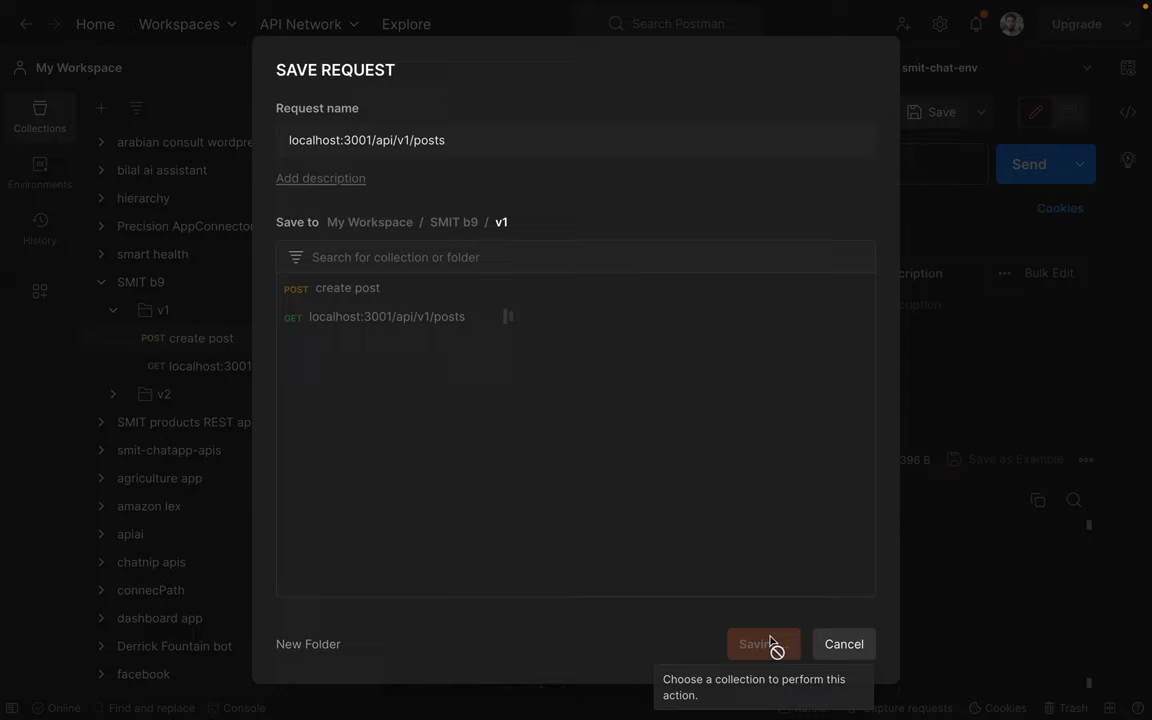 Home Workspaces API Network Explore Search Postman Upgrade
My Workspace
smit-chat-env
Collections
Environments
History
arabian consult wordpre
bilal ai assistant
hierarchy
Precision AppConnector
smart health
SMIT b9
v1
POST create post
GET localhost:3001
v2
SMIT products REST ap
smit-chatapp-apis
agriculture app
amazon lex
apiai
chatnip apis
connecPath
dashboard app
Derrick Fountain bot
facebook
SAVE REQUEST
Request name
localhost:3001/api/v1/posts
Add description
Save to My Workspace / SMIT b9 / v1
Search for collection or folder
POST create post
GET localhost:3001/api/v1/posts
New Folder
Cancel
Choose a collection to perform this
action.
Save
Send
Cookies
cription
Bulk Edit
cription
396 B
Save as Example
Online Find and replace Console
Capture requests Cookies Trash